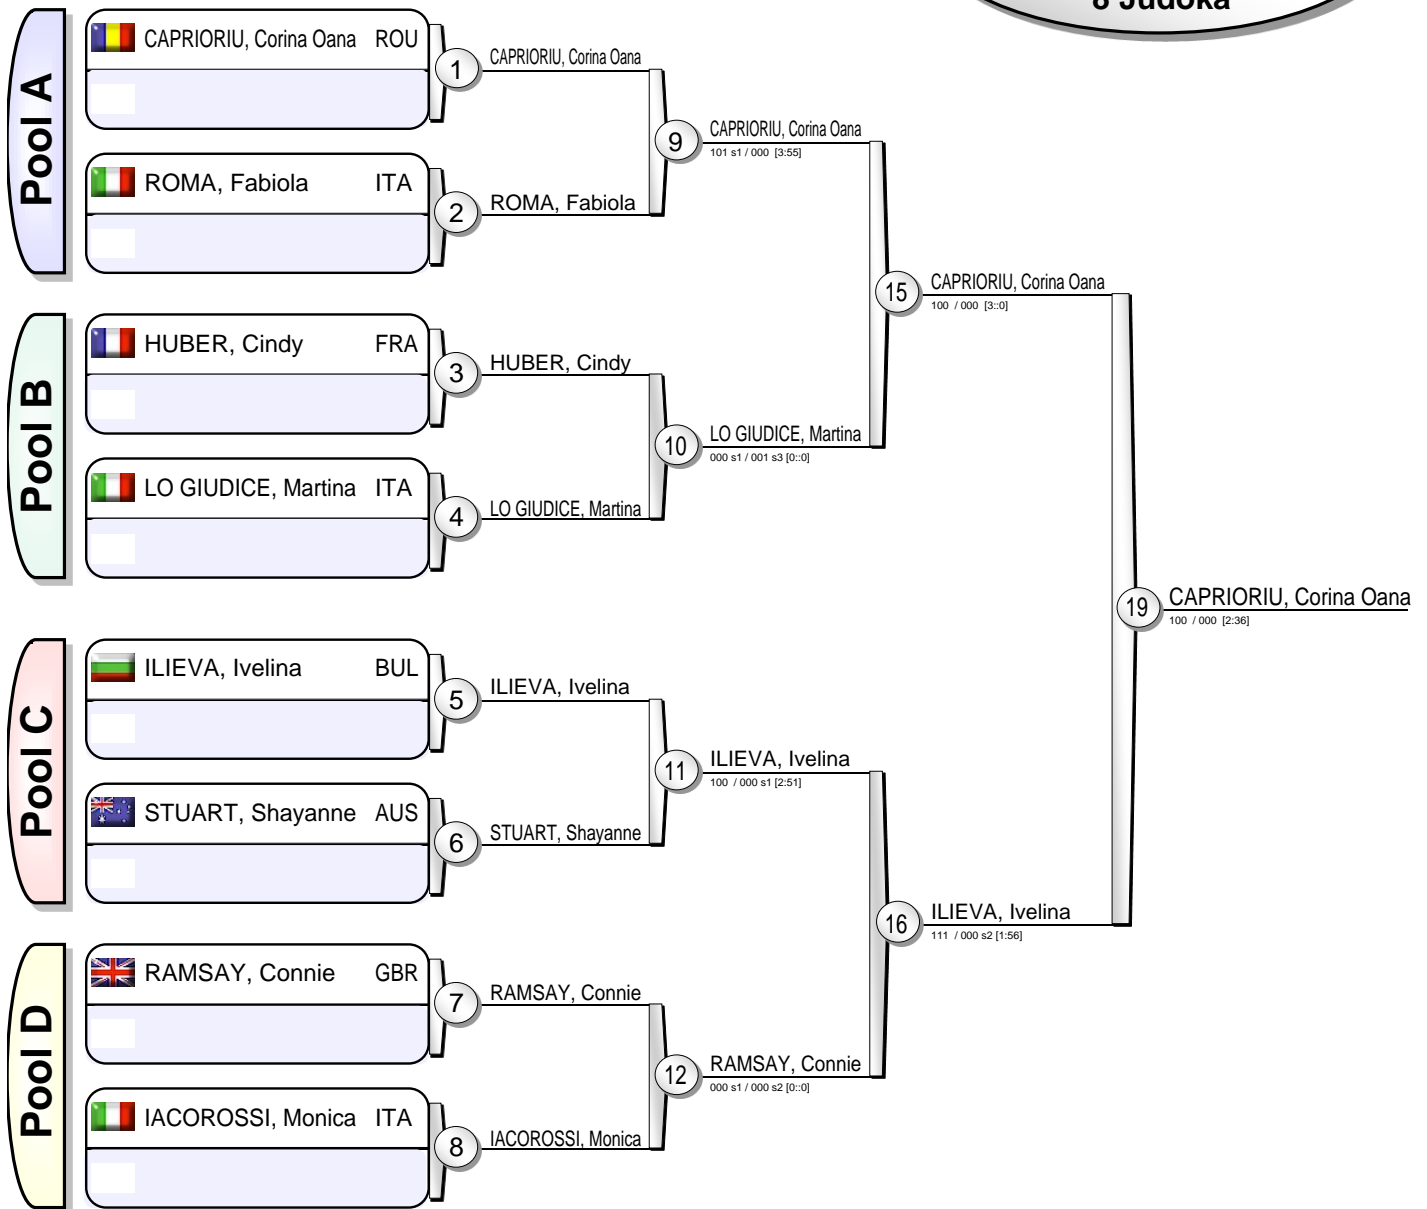 8 Judoka
Pool A
CAPRIORIU, Corina Oana ROU
1
CAPRIORIU, Corina Oana
9
CAPRIORIU, Corina Oana
101 s1 / 000 [3:55]
ROMA, Fabiola ITA
2
ROMA, Fabiola
15
CAPRIORIU, Corina Oana
100 / 000 [3::0]
Pool B
HUBER, Cindy FRA
3
HUBER, Cindy
10
LO GIUDICE, Martina
000 s1 / 001 s3 [0::0]
LO GIUDICE, Martina ITA
4
LO GIUDICE, Martina
19
CAPRIORIU, Corina Oana
100 / 000 [2:36]
Pool C
ILIEVA, Ivelina BUL
5
ILIEVA, Ivelina
11
ILIEVA, Ivelina
100 / 000 s1 [2:51]
STUART, Shayanne AUS
6
STUART, Shayanne
16
ILIEVA, Ivelina
111 / 000 s2 [1:56]
Pool D
RAMSAY, Connie GBR
7
RAMSAY, Connie
12
RAMSAY, Connie
000 s1 / 000 s2 [0::0]
IACOROSSI, Monica ITA
8
IACOROSSI, Monica